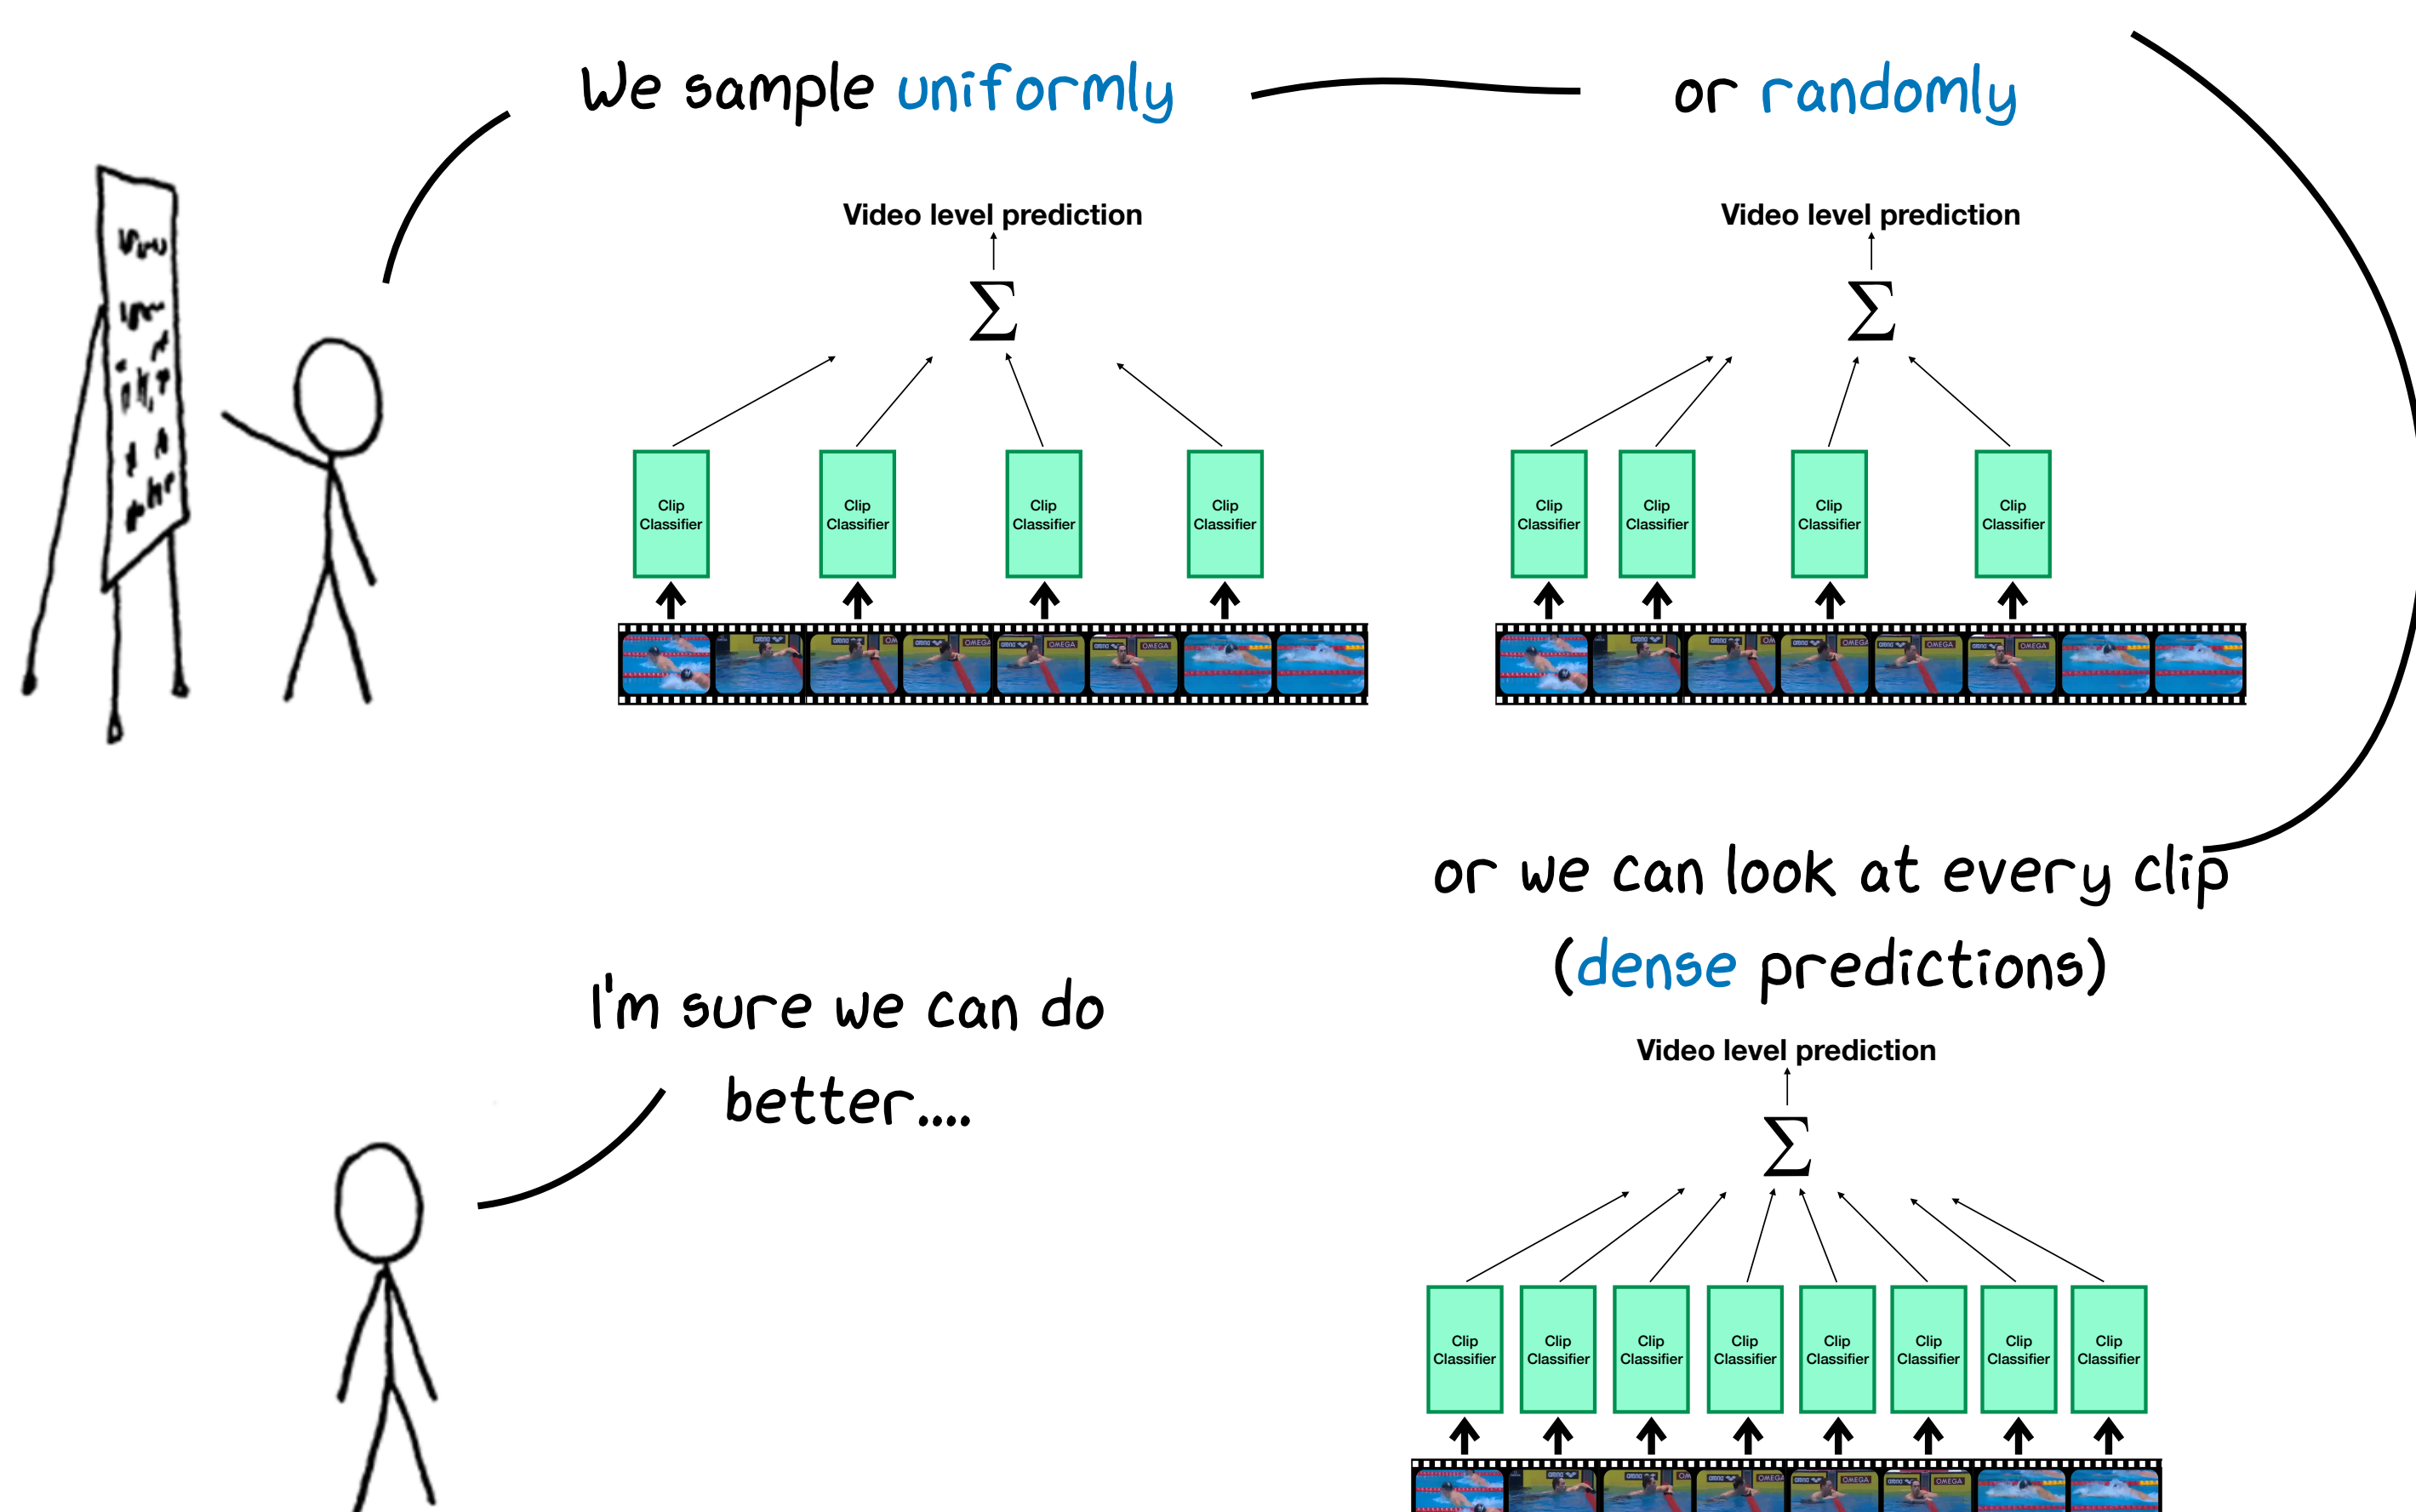 We sample uniformly
or randomly
Video level prediction
Σ
Clip
Classifier
Clip
Classifier
Clip
Classifier
Clip
Classifier
Video level prediction
Σ
Clip
Classifier
Clip
Classifier
Clip
Classifier
Clip
Classifier
arena
OMEGA
or we can look at every clip
(dense predictions)
I'm sure we can do
better....
Video level prediction
Σ
Clip
Classifier
Clip
Classifier
Clip
Classifier
Clip
Classifier
Clip
Classifier
Clip
Classifier
Clip
Classifier
Clip
Classifier